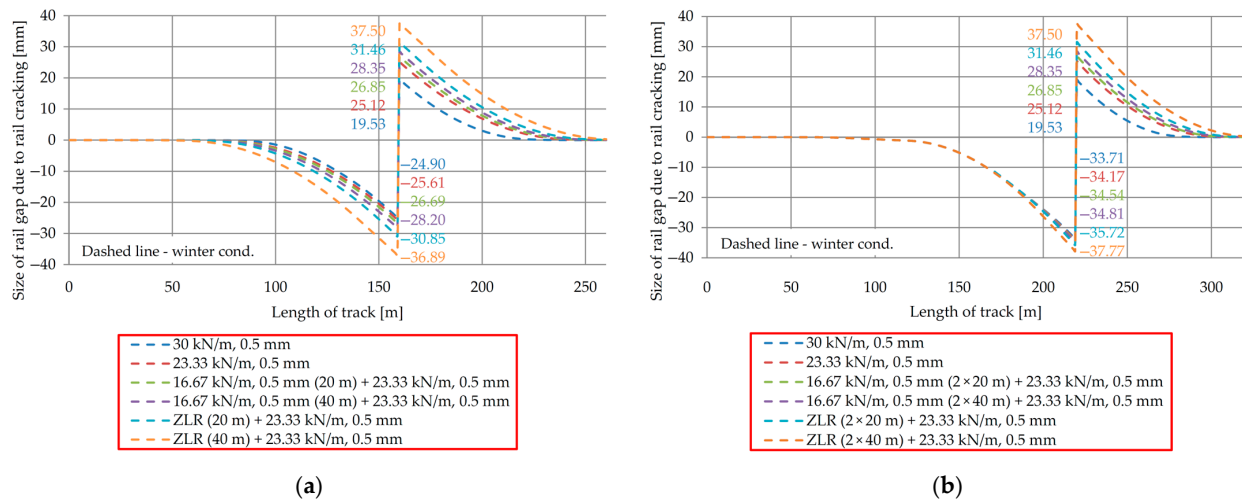 Size of rail gap due to rail cracking [mm]
40
30
20
10
0
−10
−20
−30
−40
37.50
31.46
28.35
26.85
25.12
19.53
−24.90
−25.61
−26.69
−28.20
−30.85
−36.89
Dashed line - winter cond.
0 50 100 150 200 250
Length of track [m]
30 kN/m, 0.5 mm
23.33 kN/m, 0.5 mm
16.67 kN/m, 0.5 mm (20 m) + 23.33 kN/m, 0.5 mm
16.67 kN/m, 0.5 mm (40 m) + 23.33 kN/m, 0.5 mm
ZLR (20 m) + 23.33 kN/m, 0.5 mm
ZLR (40 m) + 23.33 kN/m, 0.5 mm
(a)
Size of rail gap due to rail cracking [mm]
40
30
20
10
0
−10
−20
−30
−40
37.50
31.46
28.35
26.85
25.12
19.53
−33.71
−34.17
−34.54
−34.81
−35.72
−37.77
Dashed line - winter cond.
0 50 100 150 200 250 300
Length of track [m]
30 kN/m, 0.5 mm
23.33 kN/m, 0.5 mm
16.67 kN/m, 0.5 mm (2×20 m) + 23.33 kN/m, 0.5 mm
16.67 kN/m, 0.5 mm (2×40 m) + 23.33 kN/m, 0.5 mm
ZLR (2×20 m) + 23.33 kN/m, 0.5 mm
ZLR (2×40 m) + 23.33 kN/m, 0.5 mm
(b)